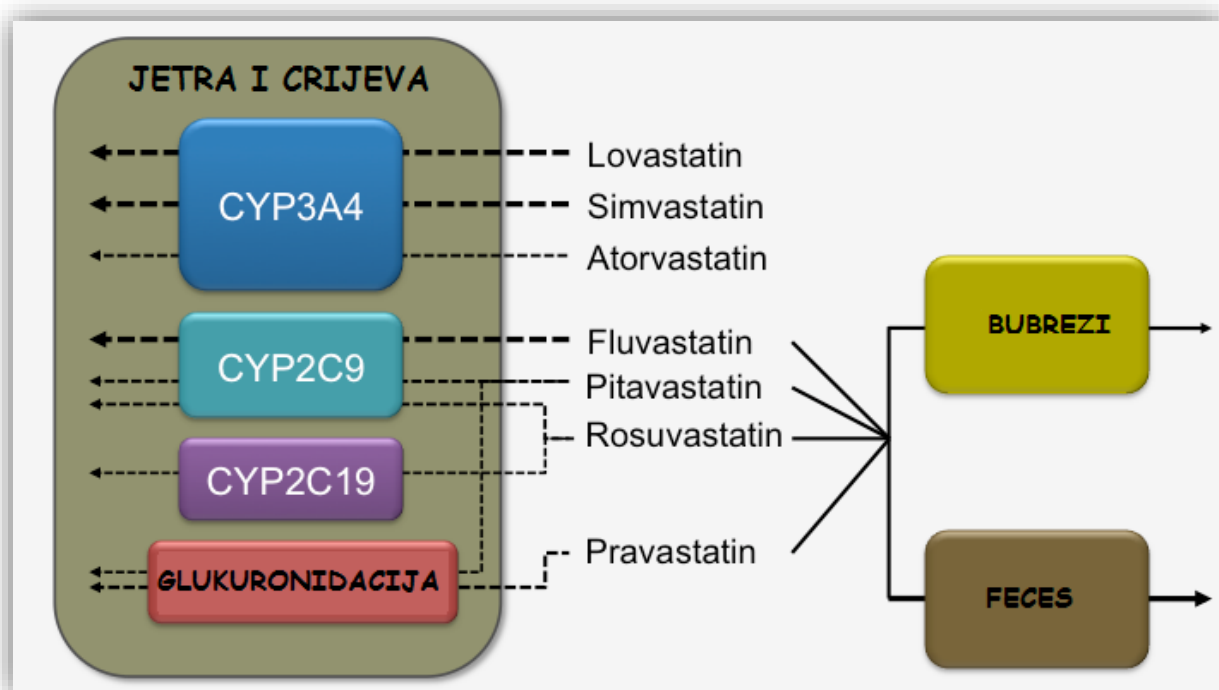 JETRA I CRIJEVA
CYP3A4
CYP2C9
CYP2C19
GLUKURONIDACIJA
Lovastatin
Simvastatin
Atorvastatin
Fluvastatin
Pitavastatin
Rosuvastatin
Pravastatin
BUBREZI
FECES